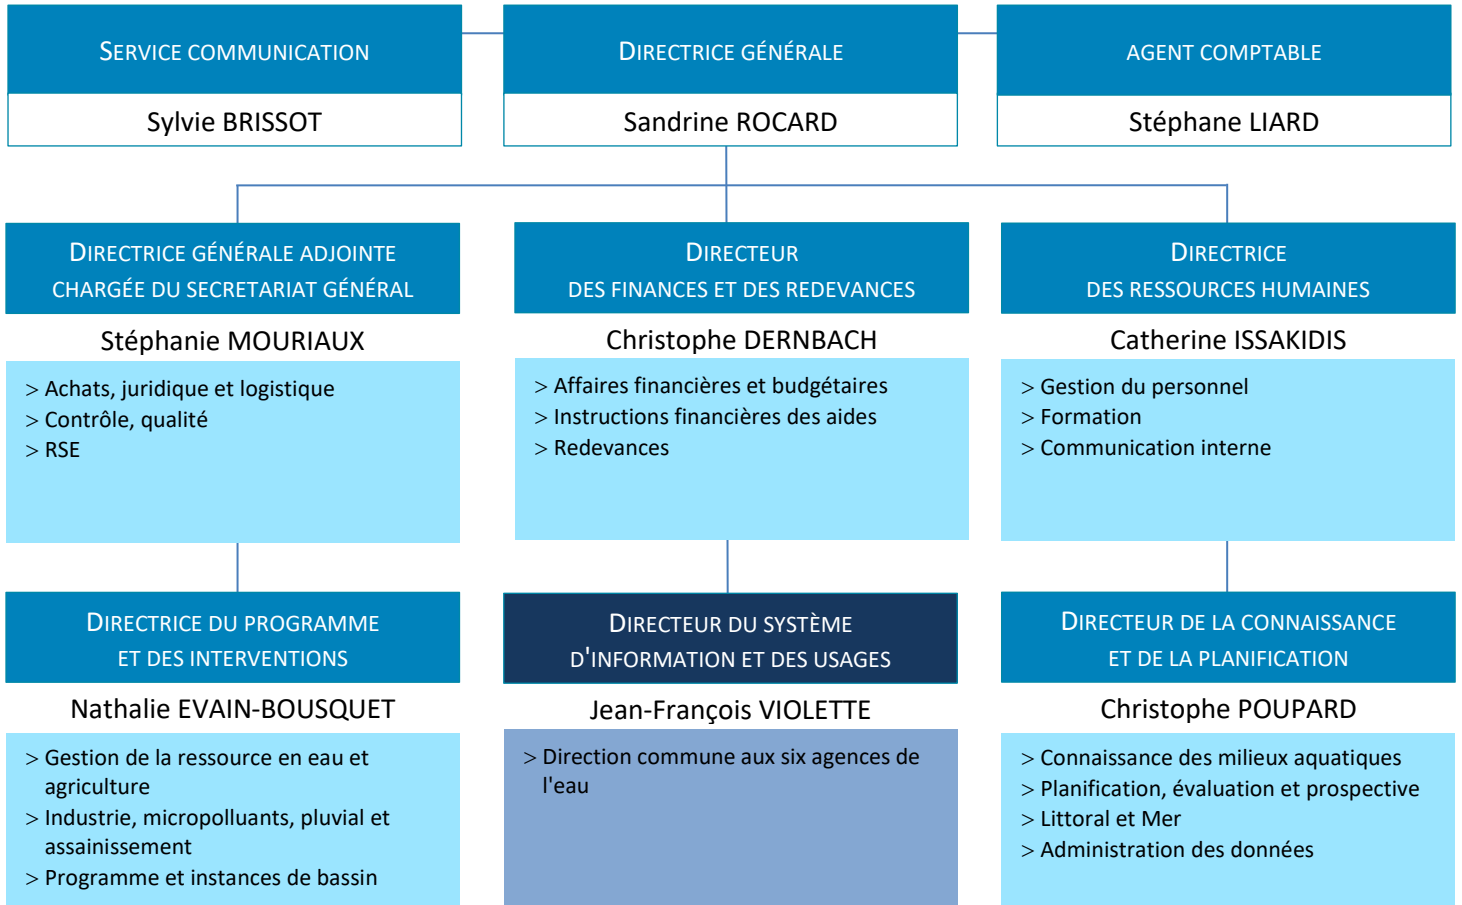 SERVICE COMMUNICATION
Sylvie BRISSOT
DIRECTRICE GÉNÉRALE
Sandrine ROCARD
AGENT COMPTABLE
Stéphane LIARD
DIRECTRICE GÉNÉRALE ADJOINTE
CHARGÉE DU SECRETARIAT GÉNÉRAL
Stéphanie MOURIAUX
> Achats, juridique et logistique
> Contrôle, qualité
> RSE
DIRECTEUR
DES FINANCES ET DES REDEVANCES
Christophe DERNBACH
> Affaires financières et budgétaires
> Instructions financières des aides
> Redevances
DIRECTRICE
DES RESSOURCES HUMAINES
Catherine ISSAKIDIS
> Gestion du personnel
> Formation
> Communication interne
DIRECTRICE DU PROGRAMME
ET DES INTERVENTIONS
Nathalie EVAIN-BOUSQUET
> Gestion de la ressource en eau et
agriculture
> Industrie, micropolluants, pluvial et
assainissement
> Programme et instances de bassin
DIRECTEUR DU SYSTÈME
D'INFORMATION ET DES USAGES
Jean-François VIOLETTE
> Direction commune aux six agences de
l'eau
DIRECTEUR DE LA CONNAISSANCE
ET DE LA PLANIFICATION
Christophe POUPARD
> Connaissance des milieux aquatiques
> Planification, évaluation et prospective
> Littoral et Mer
> Administration des données